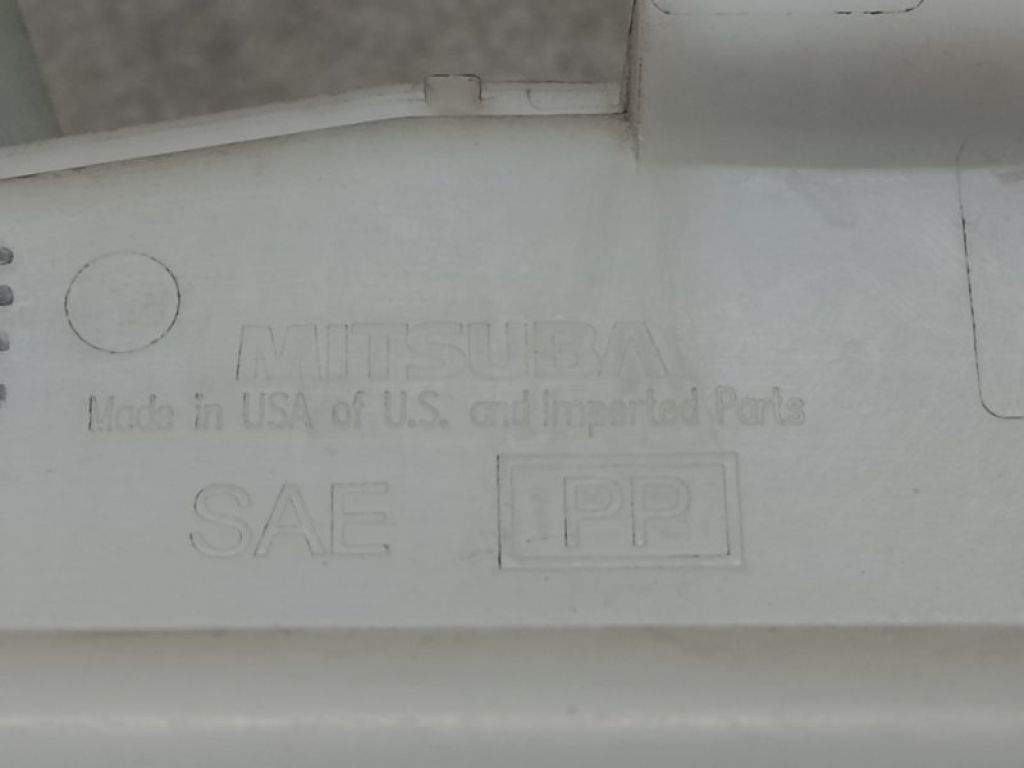 MITSUBA
Made in USA of U.S. and Imported Parts
SAE PP